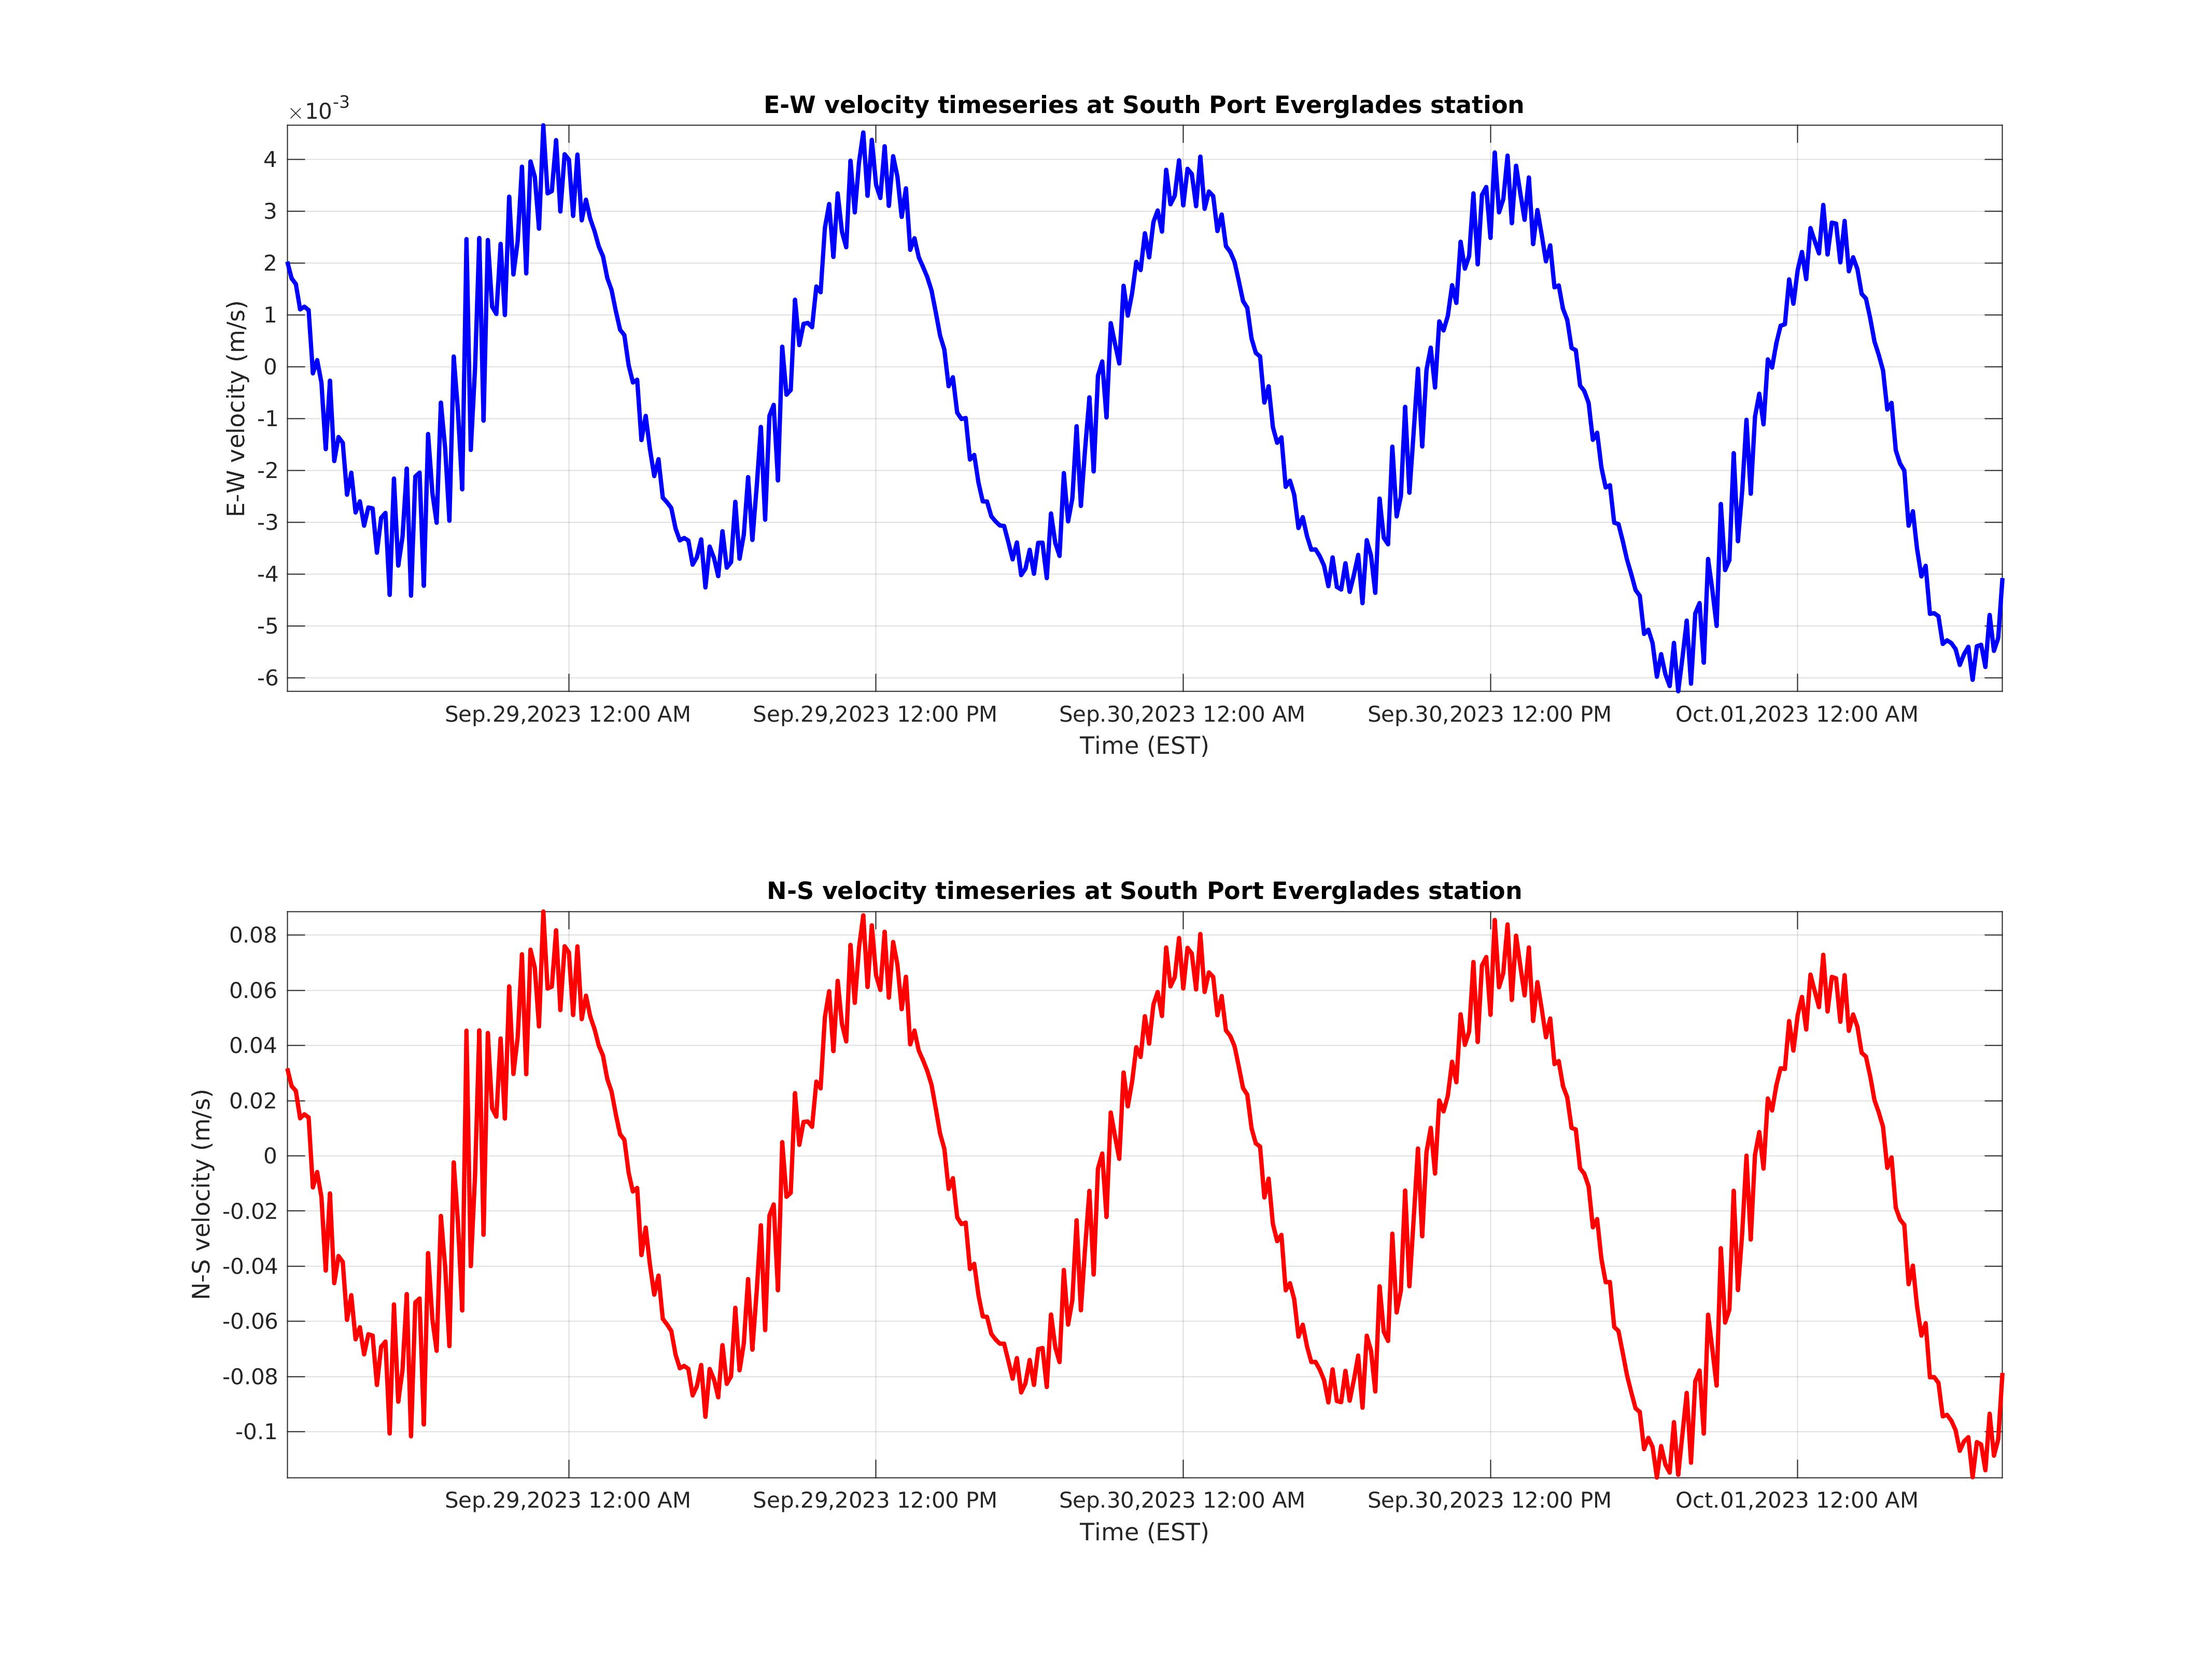 ×10-3
E-W velocity timeseries at South Port Everglades station
E-W velocity (m/s)
4
3
2
1
0
-1
-2
-3
-4
-5
-6
Sep.29,2023 12:00 AM
Sep.29,2023 12:00 PM
Sep.30,2023 12:00 AM
Sep.30,2023 12:00 PM
Oct.01,2023 12:00 AM
Time (EST)
N-S velocity timeseries at South Port Everglades station
N-S velocity (m/s)
0.08
0.06
0.04
0.02
0
-0.02
-0.04
-0.06
-0.08
-0.1
Sep.29,2023 12:00 AM
Sep.29,2023 12:00 PM
Sep.30,2023 12:00 AM
Sep.30,2023 12:00 PM
Oct.01,2023 12:00 AM
Time (EST)